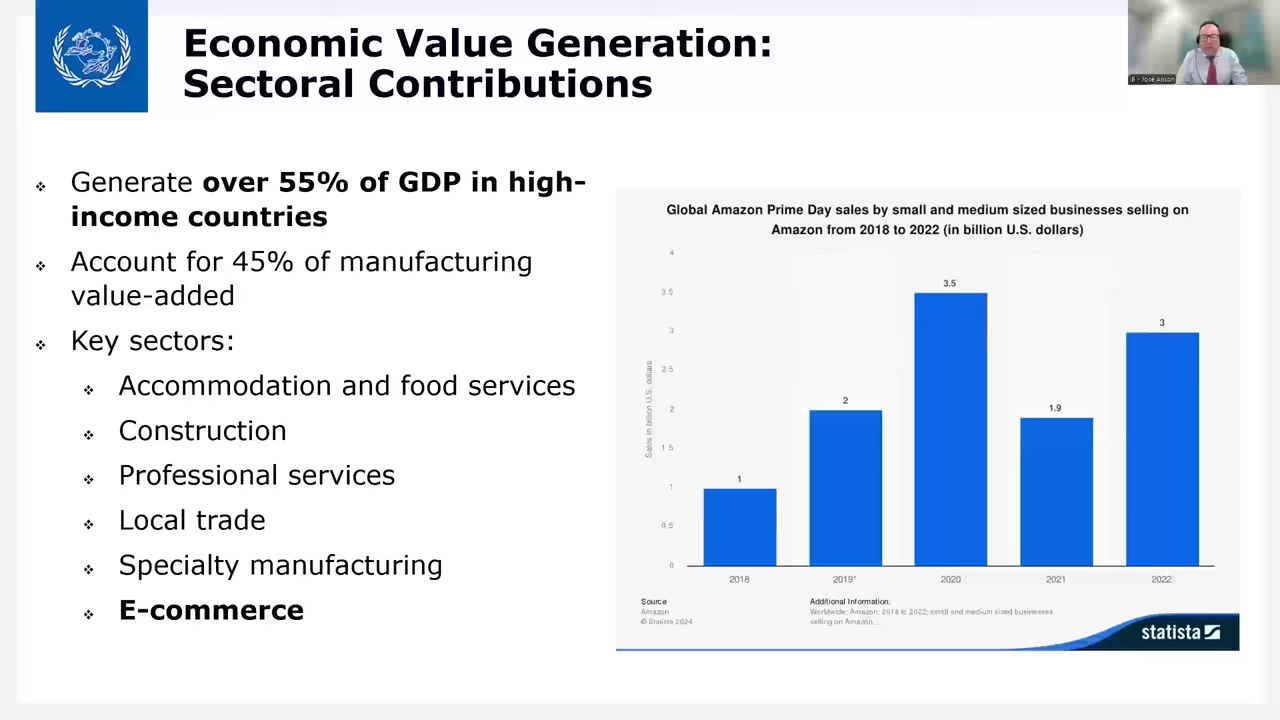 Economic Value Generation:
Sectoral Contributions
IB - José Anson
Generate over 55% of GDP in high-
income countries
Account for 45% of manufacturing
value-added
Key sectors:
Accommodation and food services
Construction
Professional services
Local trade
Specialty manufacturing
E-commerce
Global Amazon Prime Day sales by small and medium sized businesses selling on
Amazon from 2018 to 2022 (in billion U.S. dollars)
Sales in billion U.S. dollars
4
3.5
3
2.5
2
1.5
1
0.5
0
1
2
3.5
1.9
3
2018
2019*
2020
2021
2022
Source
Amazon
© Statista 2024
Additional Information:
Worldwide; Amazon; 2018 to 2022; small and medium sized businesses
selling on Amazon...
statista